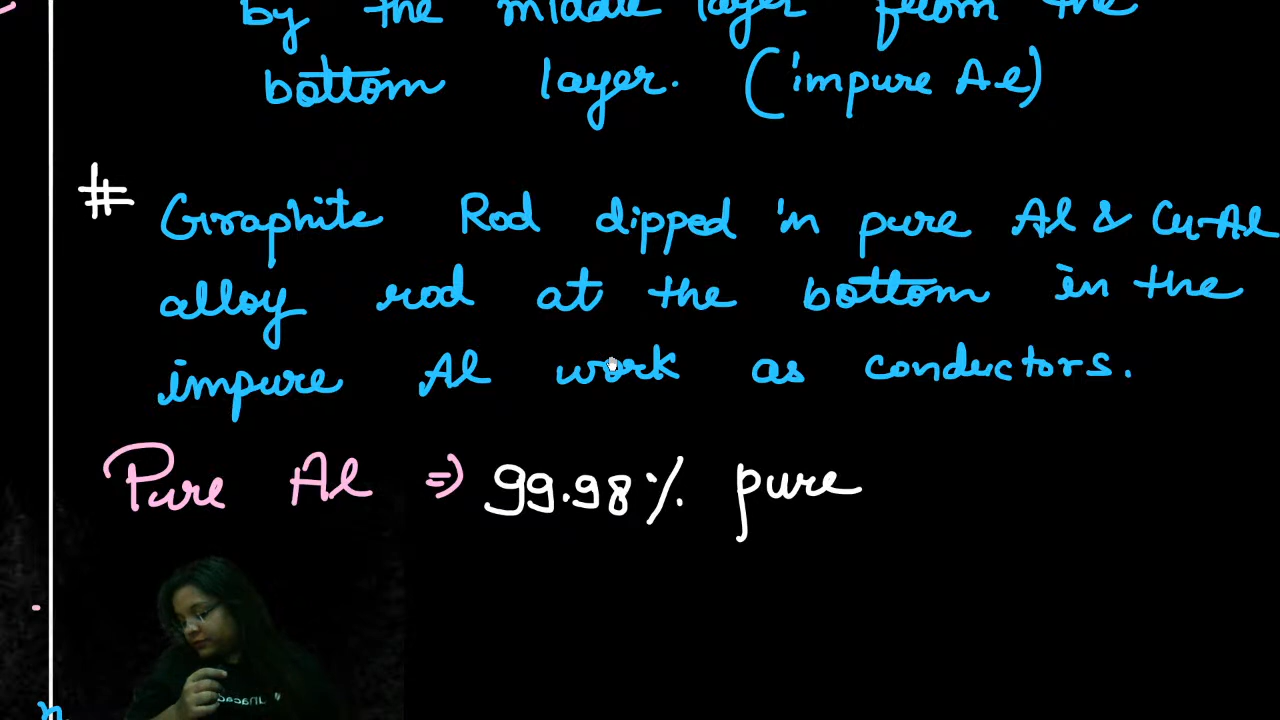 by the middle layer from the
bottom layer. (impure Al)
# Graphite Rod dipped in pure Al & Cu-Al
alloy rod at the bottom in the
impure Al work as conductors.
Pure Al => 99.98% pure